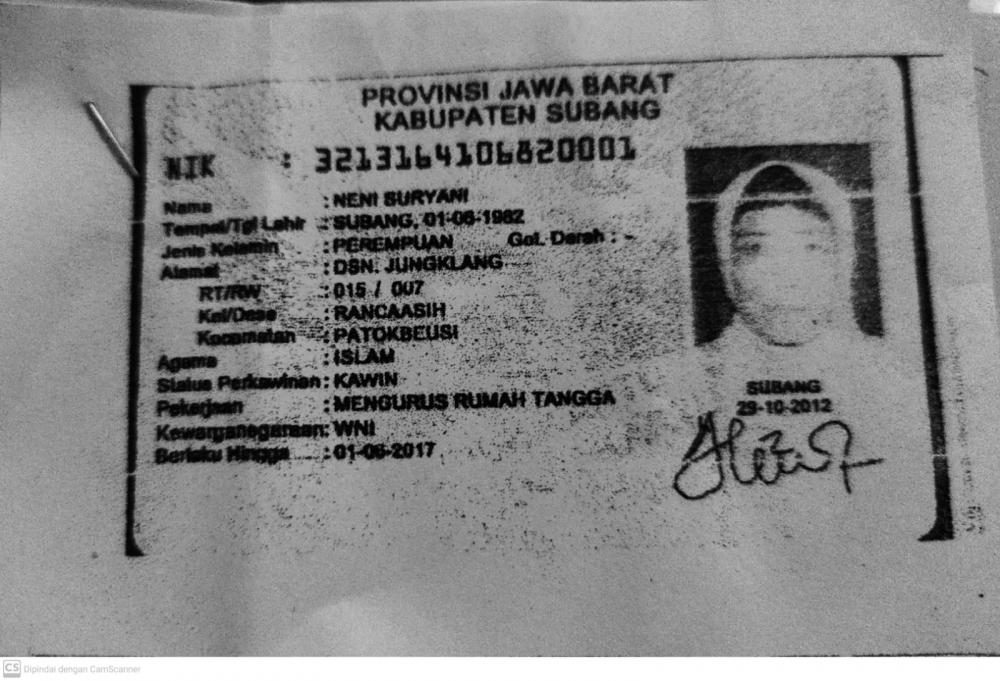 PROVINSI JAWA BARAT
KABUPATEN SUBANG
NIK : 3213164106820001
Nama : NENI SURYANI
Tempat/Tgl Lahir : SUBANG, 01-06-1982
Jenis Kelamin : PEREMPUAN Gol. Darah : -
Alamat : DSN. JUNGKLANG
RT/RW : 015 / 007
Kel/Desa : RANCAASIH
Kecamatan : PATOKBEUSI
Agama : ISLAM
Status Perkawinan : KAWIN
Pekerjaan : MENGURUS RUMAH TANGGA
Kewarganegaraan: WNI
Berlaku Hingga : 01-06-2017
SUBANG
29-10-2012
CS Dipindai dengan CamScanner